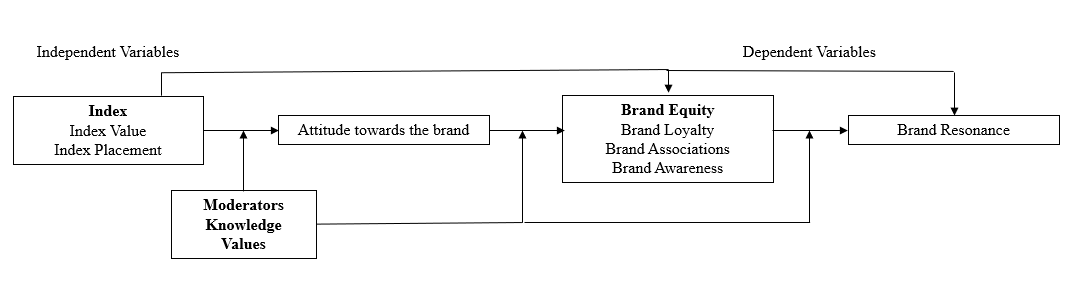 Independent Variables
Dependent Variables
Index
Index Value
Index Placement
Attitude towards the brand
Brand Equity
Brand Loyalty
Brand Associations
Brand Awareness
Brand Resonance
Moderators
Knowledge
Values